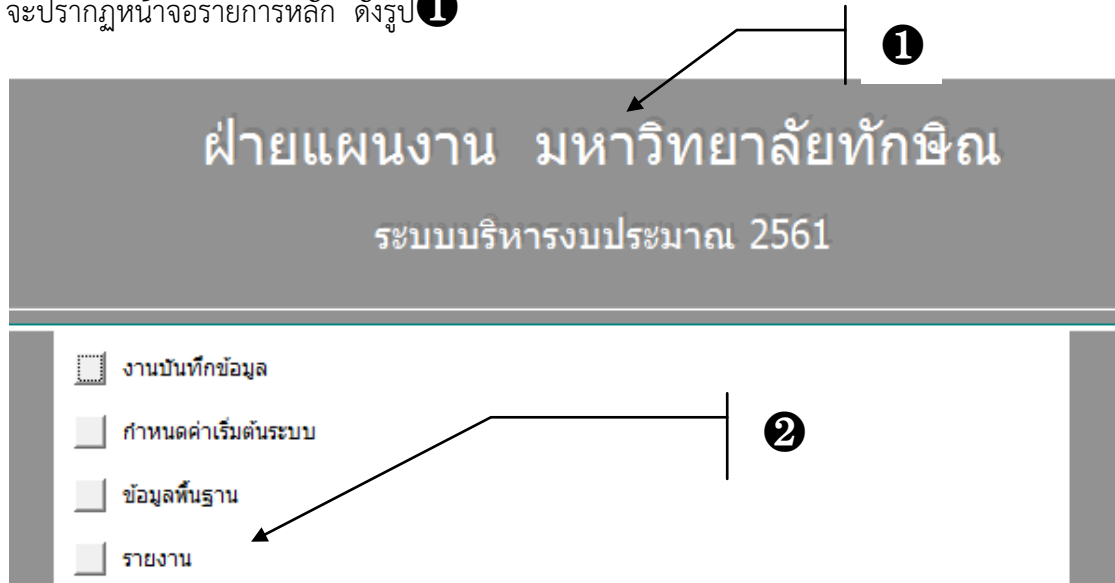 จะปรากฏหน้าจอรายการหลัก ดังรูป❶
❶
ฝ่ายแผนงาน มหาวิทยาลัยทักษิณ
ระบบบริหารงบประมาณ 2561
งานบันทึกข้อมูล
กำหนดค่าเริ่มต้นระบบ
❷
ข้อมูลพื้นฐาน
รายงาน